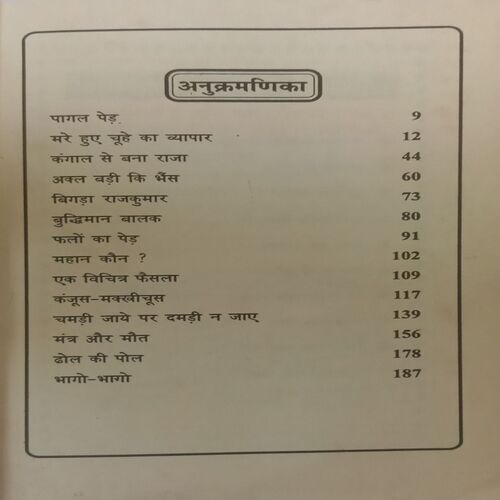 अनुक्रमणिका
पागल पेड़ 9
मरे हुए चूहे का व्यापार 12
कंगाल से बना राजा 44
अक्ल बड़ी कि भैंस 60
बिगड़ा राजकुमार 73
बुद्धिमान बालक 80
फलों का पेड़ 91
महान कौन ? 102
एक विचित्र फैसला 109
कंजूस-मक्खीचूस 117
चमड़ी जाये पर दमड़ी न जाए 139
मंत्र और मौत 156
ढोल की पोल 178
भागो-भागो 187